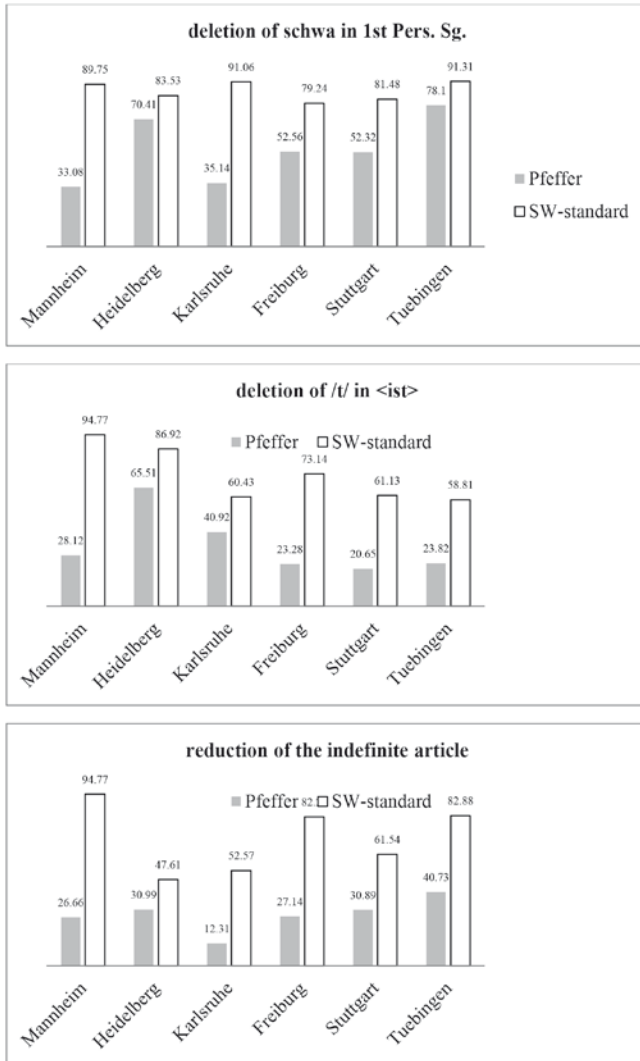 deletion of schwa in 1st Pers. Sg.
89.75 83.53 91.06 79.24 81.48 91.31
33.08 70.41 35.14 52.56 52.32 78.1
Pfeffer
SW-standard
Mannheim Heidelberg Karlsruhe Freiburg Stuttgart Tuebingen
deletion of /t/ in <ist>
Pfeffer SW-standard
94.77 86.92 60.43 73.14 61.13 58.81
28.12 65.51 40.92 23.28 20.65 23.82
Mannheim Heidelberg Karlsruhe Freiburg Stuttgart Tuebingen
reduction of the indefinite article
Pfeffer SW-standard
94.77 47.61 52.57 61.54 82.88
26.66 30.99 12.31 27.14 30.89 40.73
Mannheim Heidelberg Karlsruhe Freiburg Stuttgart Tuebingen